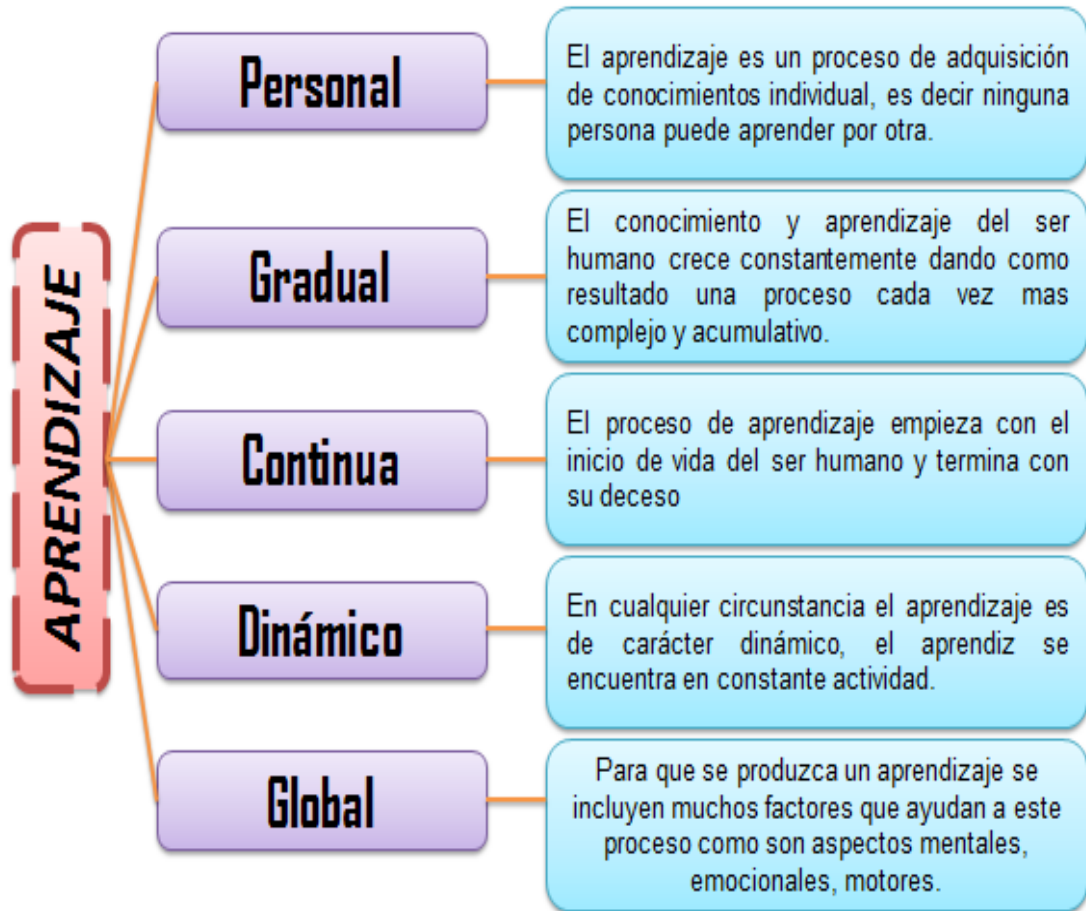 APRENDIZAJE
Personal
El aprendizaje es un proceso de adquisición
de conocimientos individual, es decir ninguna
persona puede aprender por otra.
Gradual
El conocimiento y aprendizaje del ser
humano crece constantemente dando como
resultado una proceso cada vez mas
complejo y acumulativo.
Continua
El proceso de aprendizaje empieza con el
inicio de vida del ser humano y termina con
su deceso
Dinámico
En cualquier circunstancia el aprendizaje es
de carácter dinámico, el aprendiz se
encuentra en constante actividad.
Global
Para que se produzca un aprendizaje se
incluyen muchos factores que ayudan a este
proceso como son aspectos mentales,
emocionales, motores.